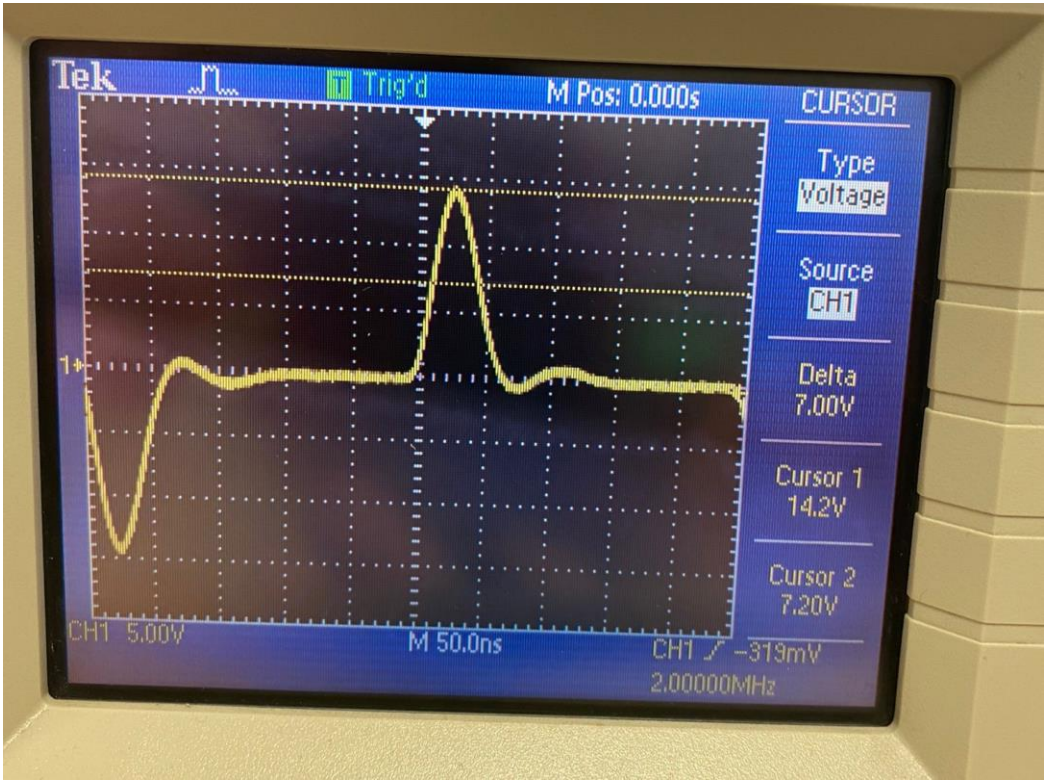 Tek T Trig'd M Pos: 0.000s CURSOR
Type
Voltage
Source
CH1
1
Delta
7.00V
Cursor 1
14.2V
Cursor 2
7.20V
CH1 5.00V M 50.0ns CH1 -319mV
2.00000MHz